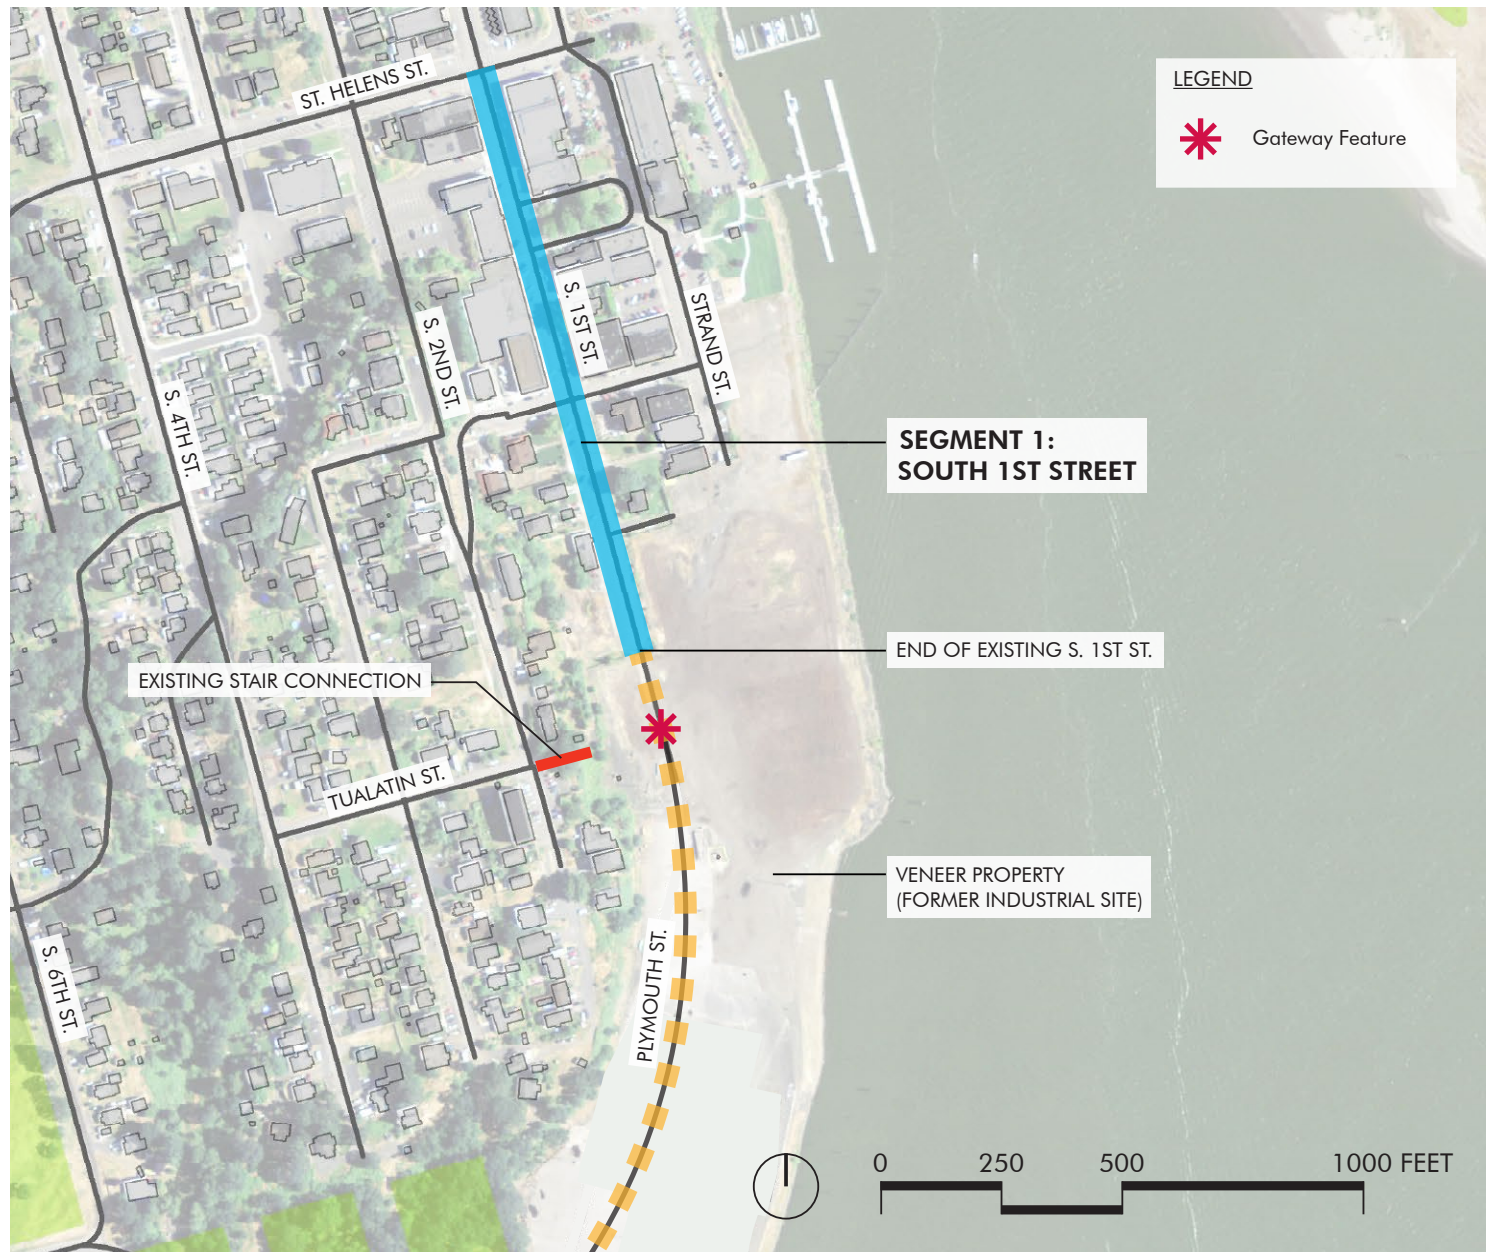 LEGEND
Gateway Feature
ST. HELENS ST.
S. 1ST ST.
STRAND ST.
S. 2ND ST.
S. 4TH ST.
SEGMENT 1:
SOUTH 1ST STREET
END OF EXISTING S. 1ST ST.
EXISTING STAIR CONNECTION
TUALATIN ST.
VENEER PROPERTY
(FORMER INDUSTRIAL SITE)
S. 6TH ST.
PLYMOUTH ST.
0 250 500 1000 FEET